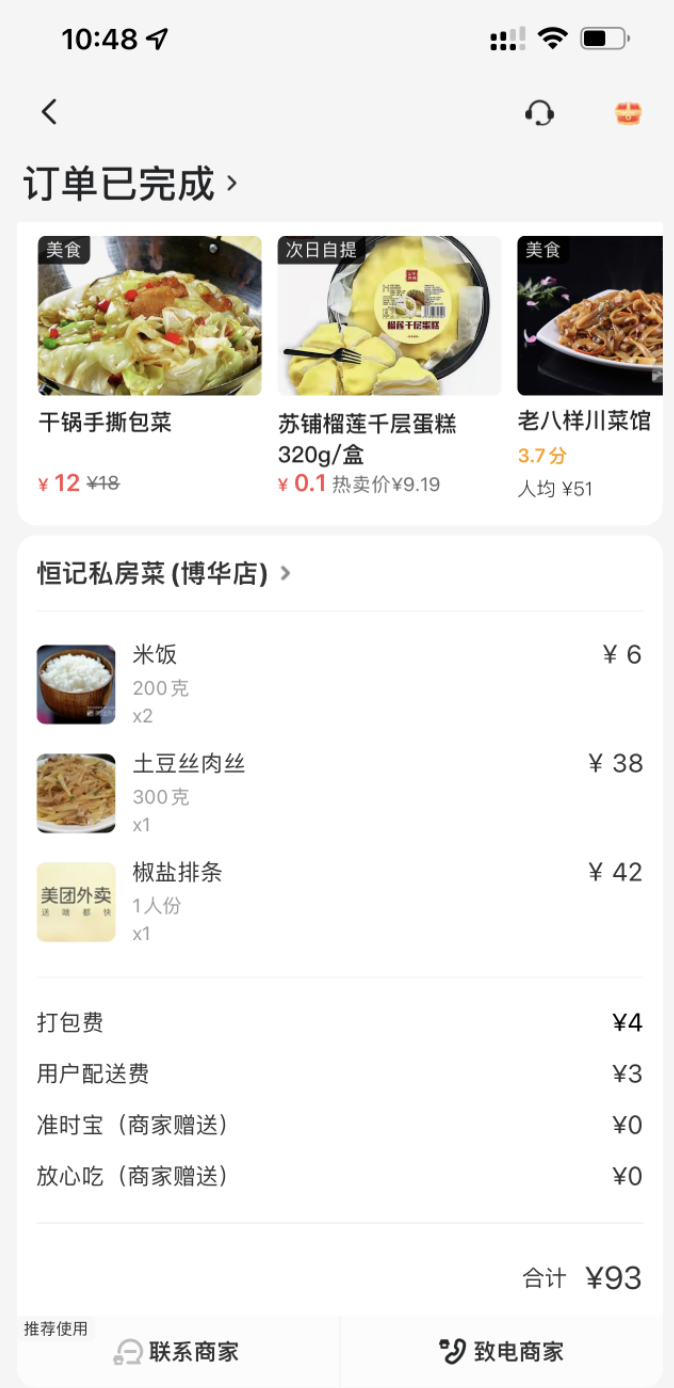 10:48
订单已完成
美食
次日自提
美食
榴莲千层蛋糕
干锅手撕包菜
苏铺榴莲千层蛋糕
320g/盒
老八样川菜馆
3.7分
¥12 ¥18
¥0.1 热卖价¥9.19
人均 ¥51
恒记私房菜 (博华店)
米饭
¥ 6
200克
x2
土豆丝肉丝
¥ 38
300克
x1
椒盐排条
¥ 42
美团外卖
送啥都快
1人份
x1
打包费
¥4
用户配送费
¥3
准时宝（商家赠送）
¥0
放心吃（商家赠送）
¥0
合计 ¥93
推荐使用
联系商家
致电商家